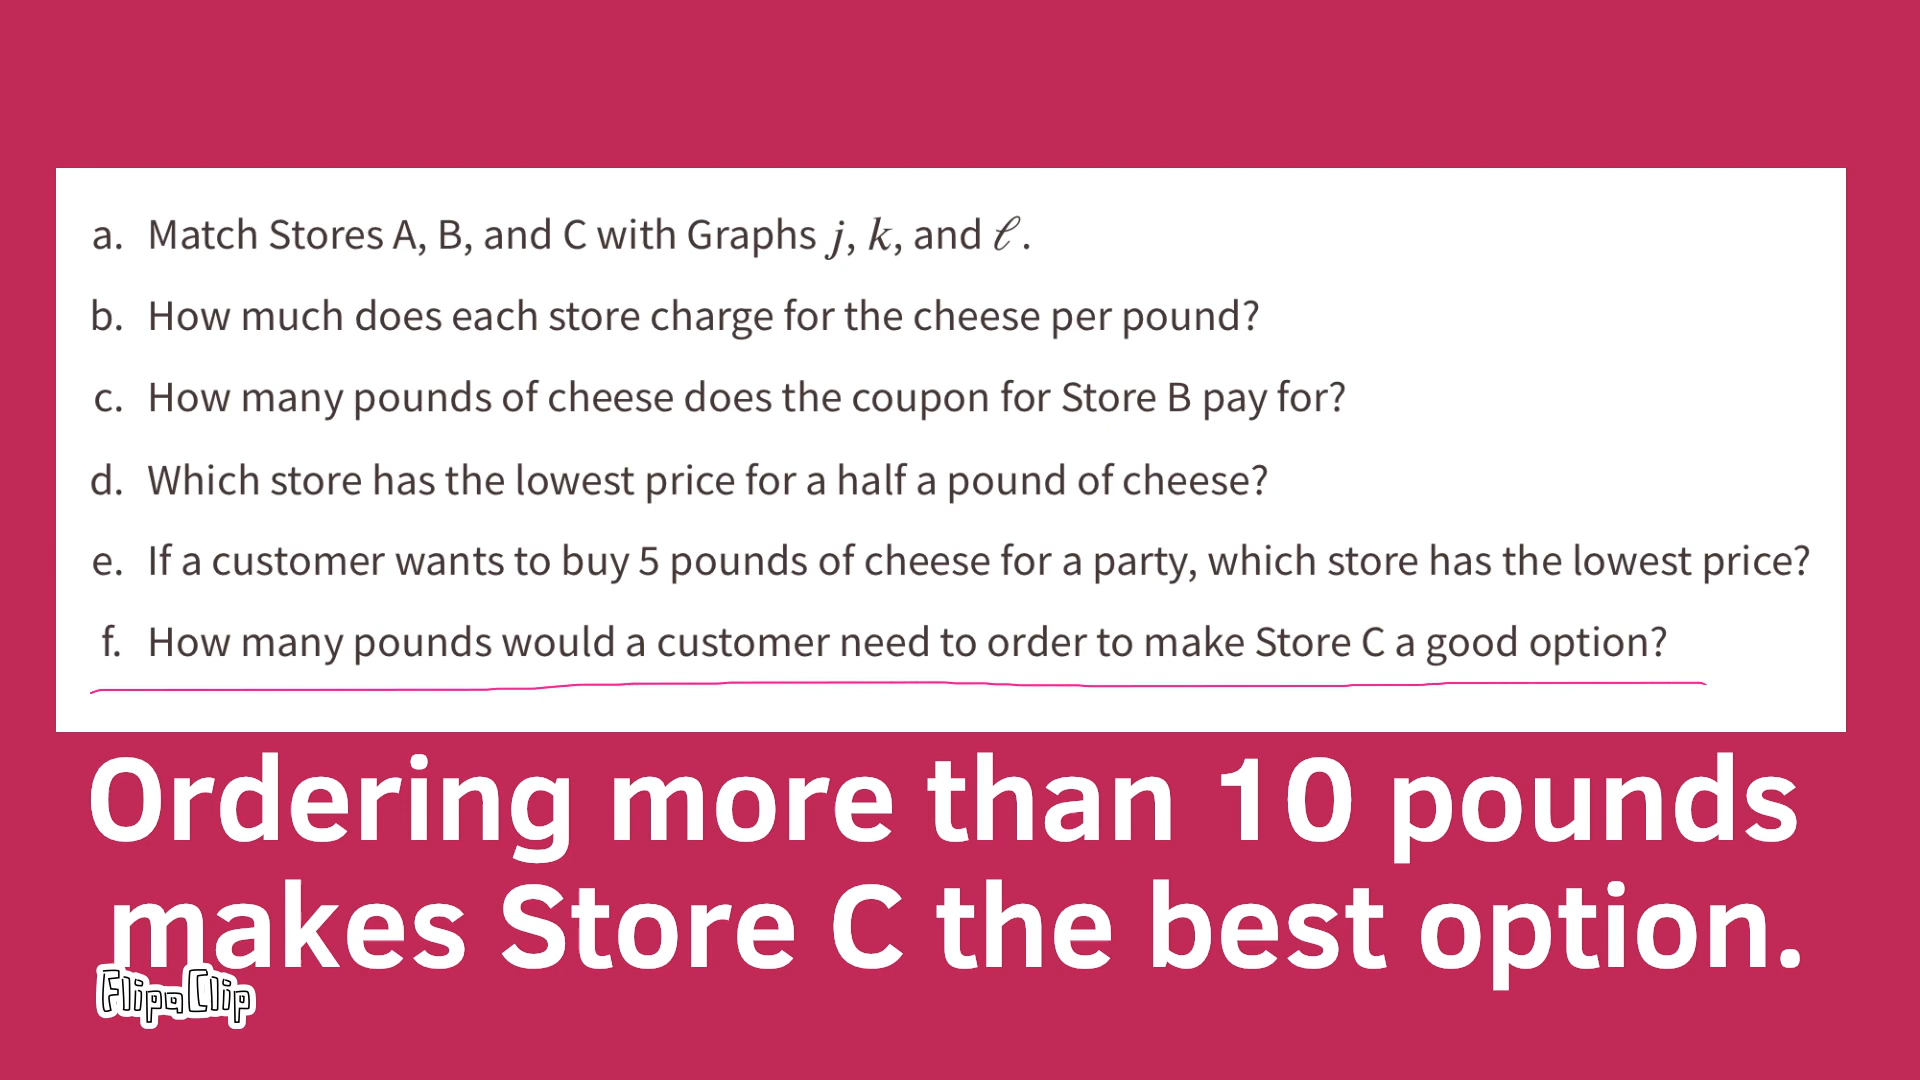 a. Match Stores A, B, and C with Graphs j, k, and ℓ.
b. How much does each store charge for the cheese per pound?
c. How many pounds of cheese does the coupon for Store B pay for?
d. Which store has the lowest price for a half a pound of cheese?
e. If a customer wants to buy 5 pounds of cheese for a party, which store has the lowest price?
f. How many pounds would a customer need to order to make Store C a good option?
Ordering more than 10 pounds
makes Store C the best option.
FlipaClip